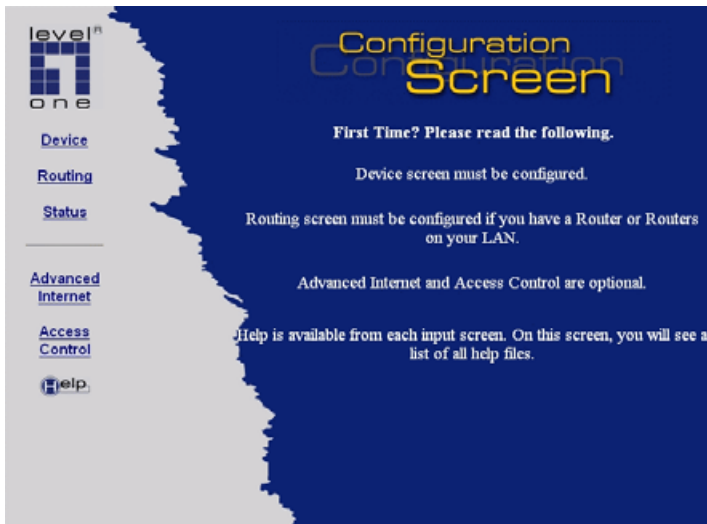 level
one
Device
Routing
Status
Advanced
Internet
Access
Control
Help
Configuration
Screen
First Time? Please read the following.
Device screen must be configured.
Routing screen must be configured if you have a Router or Routers
on your LAN.
Advanced Internet and Access Control are optional.
Help is available from each input screen. On this screen, you will see a
list of all help files.